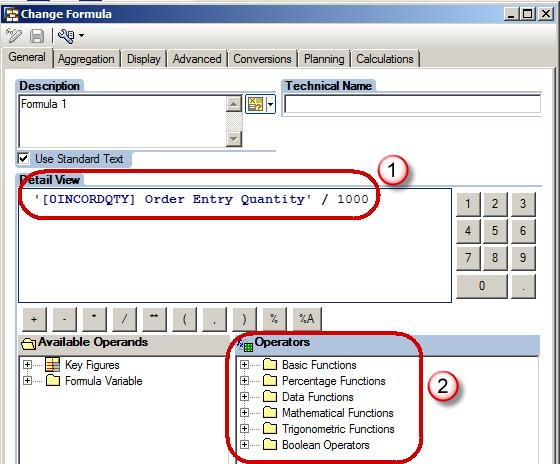 Change Formula
General Aggregation Display Advanced Conversions Planning Calculations
Description
Technical Name
Formula 1
Use Standard Text
Detail View
1
'[0INCORDQTY] Order Entry Quantity' / 1000
1 2 3
4 5 6
7 8 9
0 .
+ - * / ** ( , ) % %A
Available Operands
Operators
Key Figures
Formula Variable
Basic Functions
Percentage Functions
Data Functions
Mathematical Functions
Trigonometric Functions
Boolean Operators
2